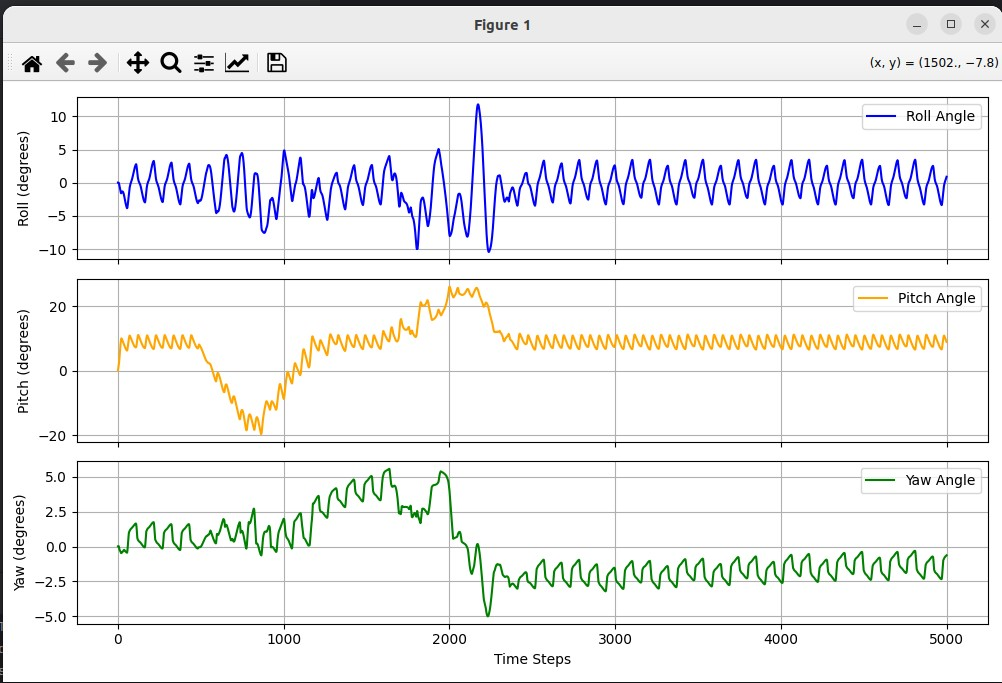 Figure 1
(x, y) = (1502., −7.8)
Roll (degrees)
10
5
0
−5
−10
Roll Angle
Pitch (degrees)
20
0
−20
Pitch Angle
Yaw (degrees)
5.0
2.5
0.0
−2.5
−5.0
Yaw Angle
0 1000 2000 3000 4000 5000
Time Steps